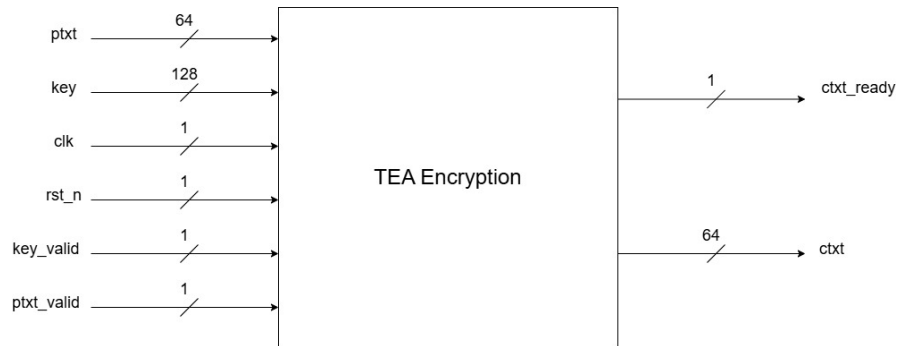 ptxt
64
key
128
clk
1
rst_n
1
key_valid
1
ptxt_valid
1
TEA Encryption
1
ctxt_ready
64
ctxt